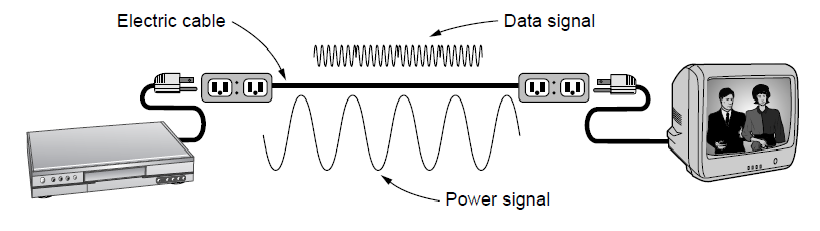 Electric cable
Data signal
Power signal